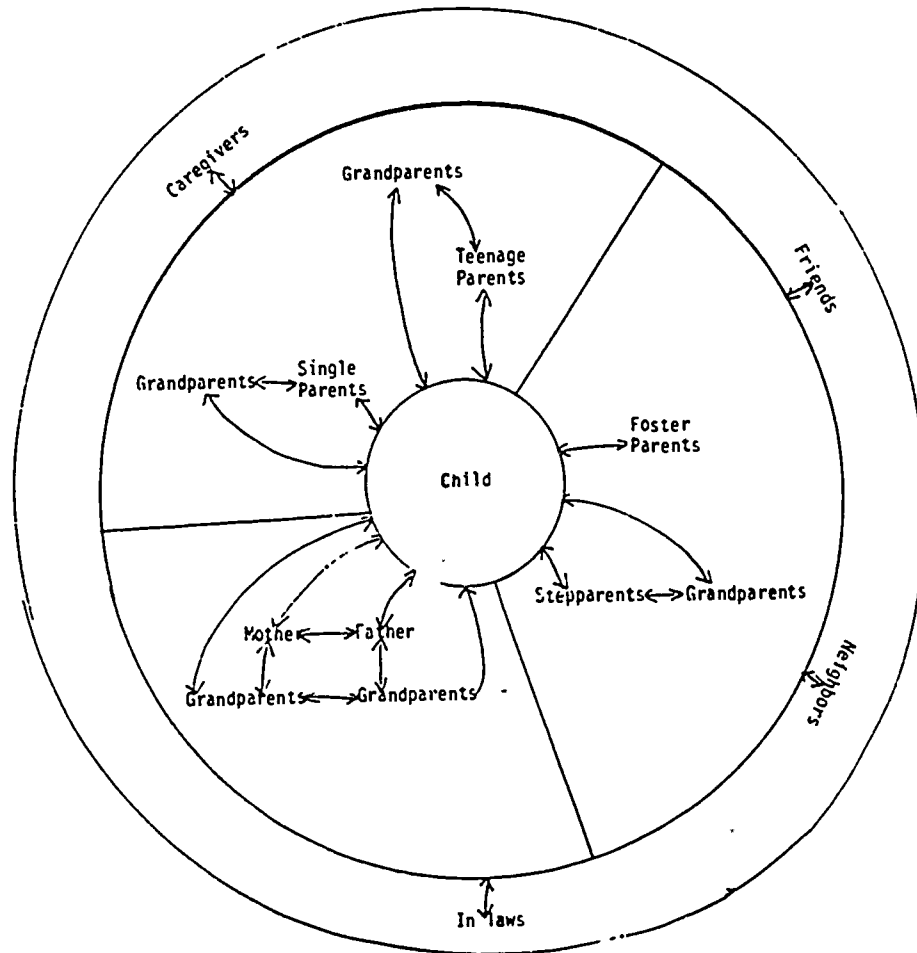 Caregivers
Grandparents
Teenage
Parents
Friends
Grandparents
Single
Parents
Foster
Parents
Child
Stepparents
Grandparents
Mother
Father
Grandparents
Grandparents
Neighbors
In laws